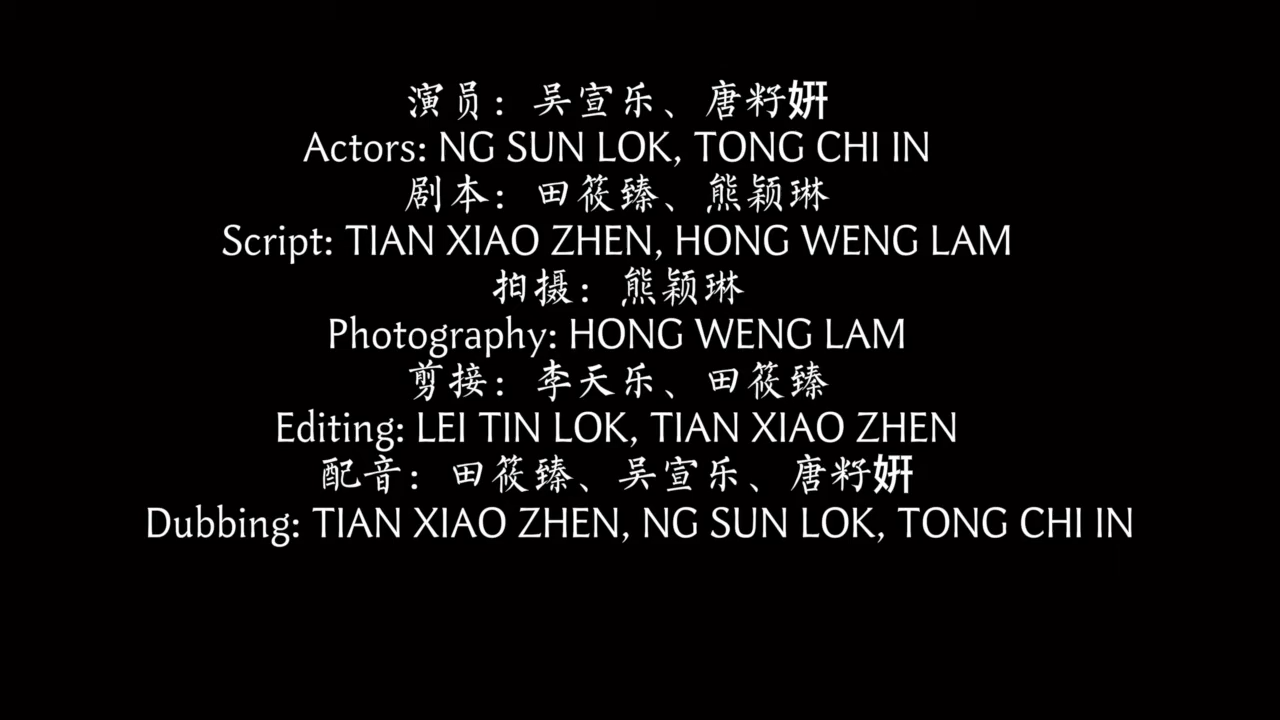 演员：吴宣乐、唐籽妍
Actors: NG SUN LOK, TONG CHI IN
剧本：田筱臻、熊颖琳
Script: TIAN XIAO ZHEN, HONG WENG LAM
拍摄：熊颖琳
Photography: HONG WENG LAM
剪接：李天乐、田筱臻
Editing: LEI TIN LOK, TIAN XIAO ZHEN
配音：田筱臻、吴宣乐、唐籽妍
Dubbing: TIAN XIAO ZHEN, NG SUN LOK, TONG CHI IN